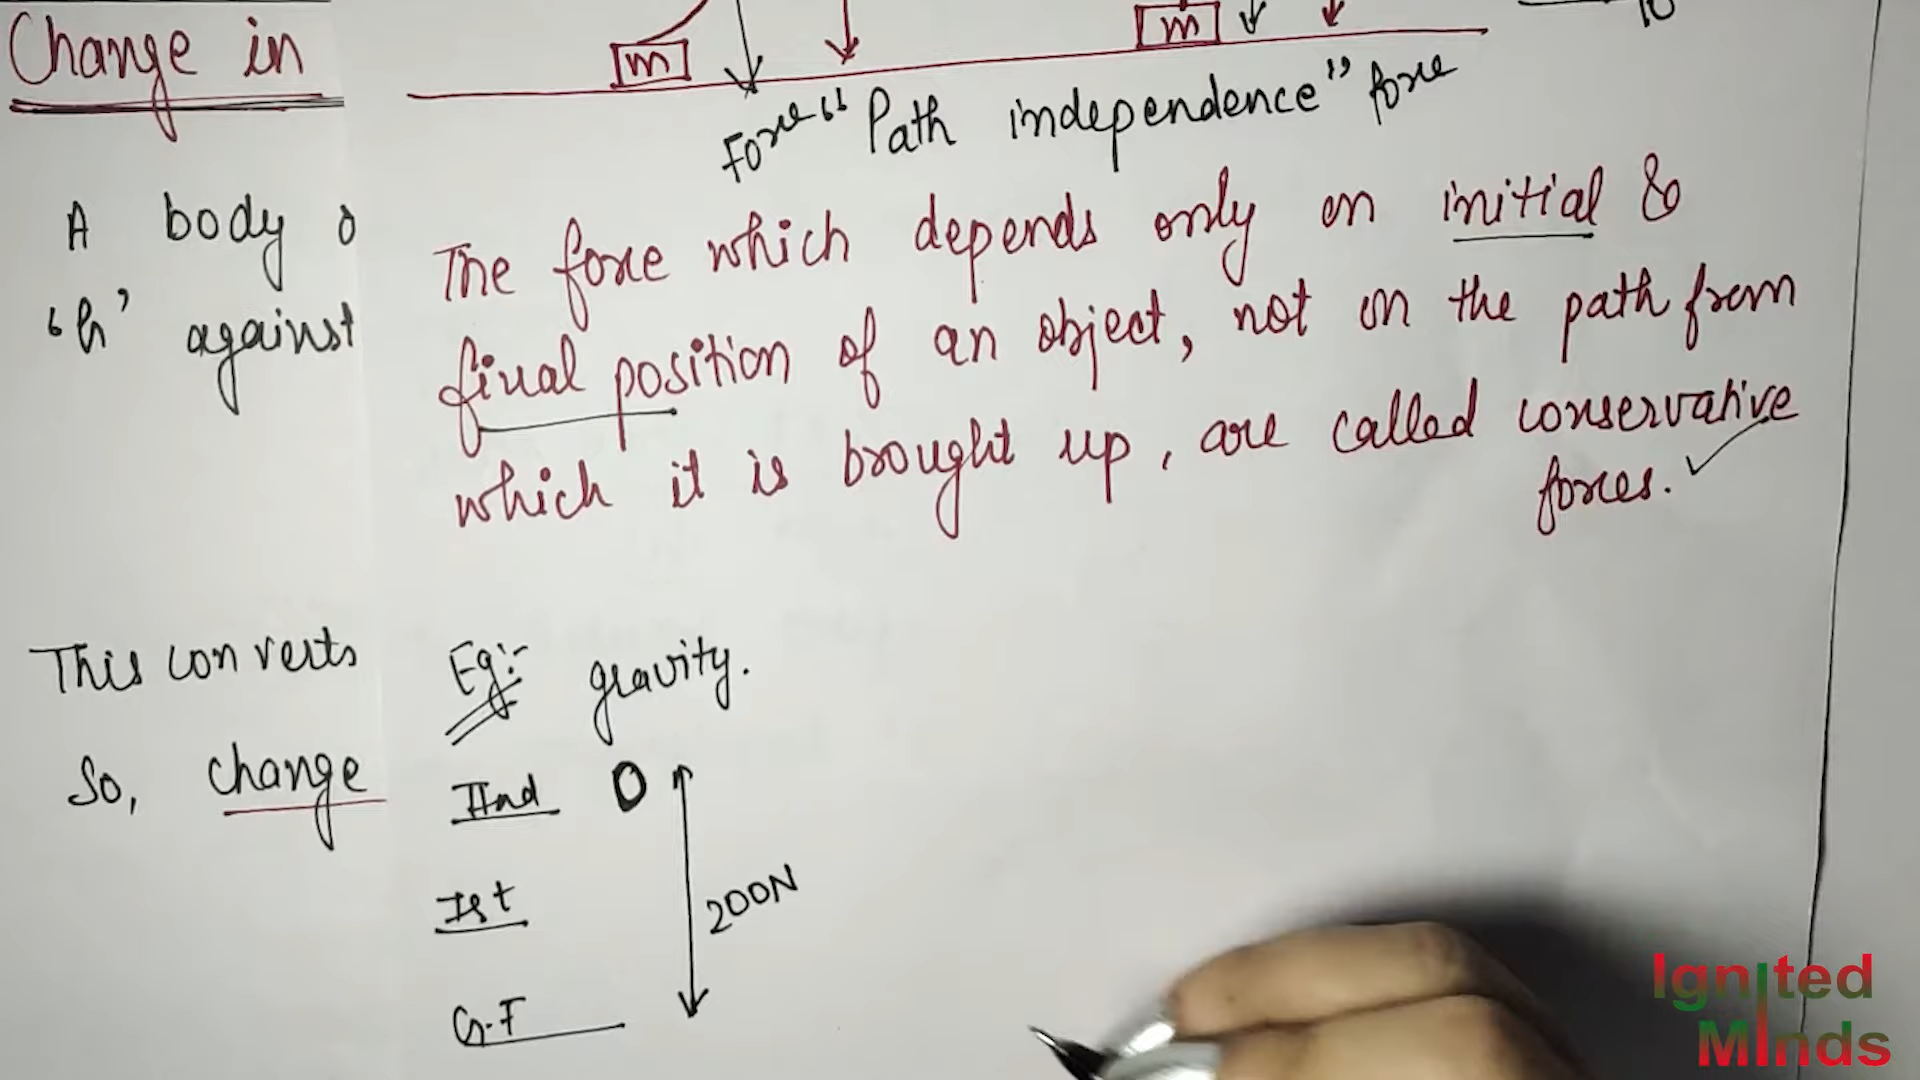 Change in
m
m
10
Force "Path independence" force
A body o
"h" against
The force which depends only on initial &
final position of an object, not on the path from
which it is brought up, are called conservative
forces.
This converts
So, change
Eg:- gravity.
IInd
Ist
200N
G.F
Ignited
Minds